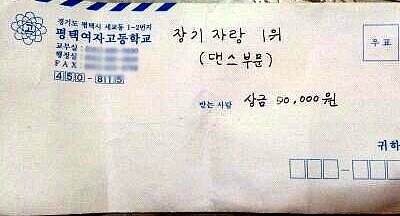 경기도 평택시 세교동 1-2번지
평택여자고등학교
교무실:
행정실:
FAX:
450-815
장기자랑 1위
(댄스부문)
우표
받는 사람
상금 50,000원
귀하